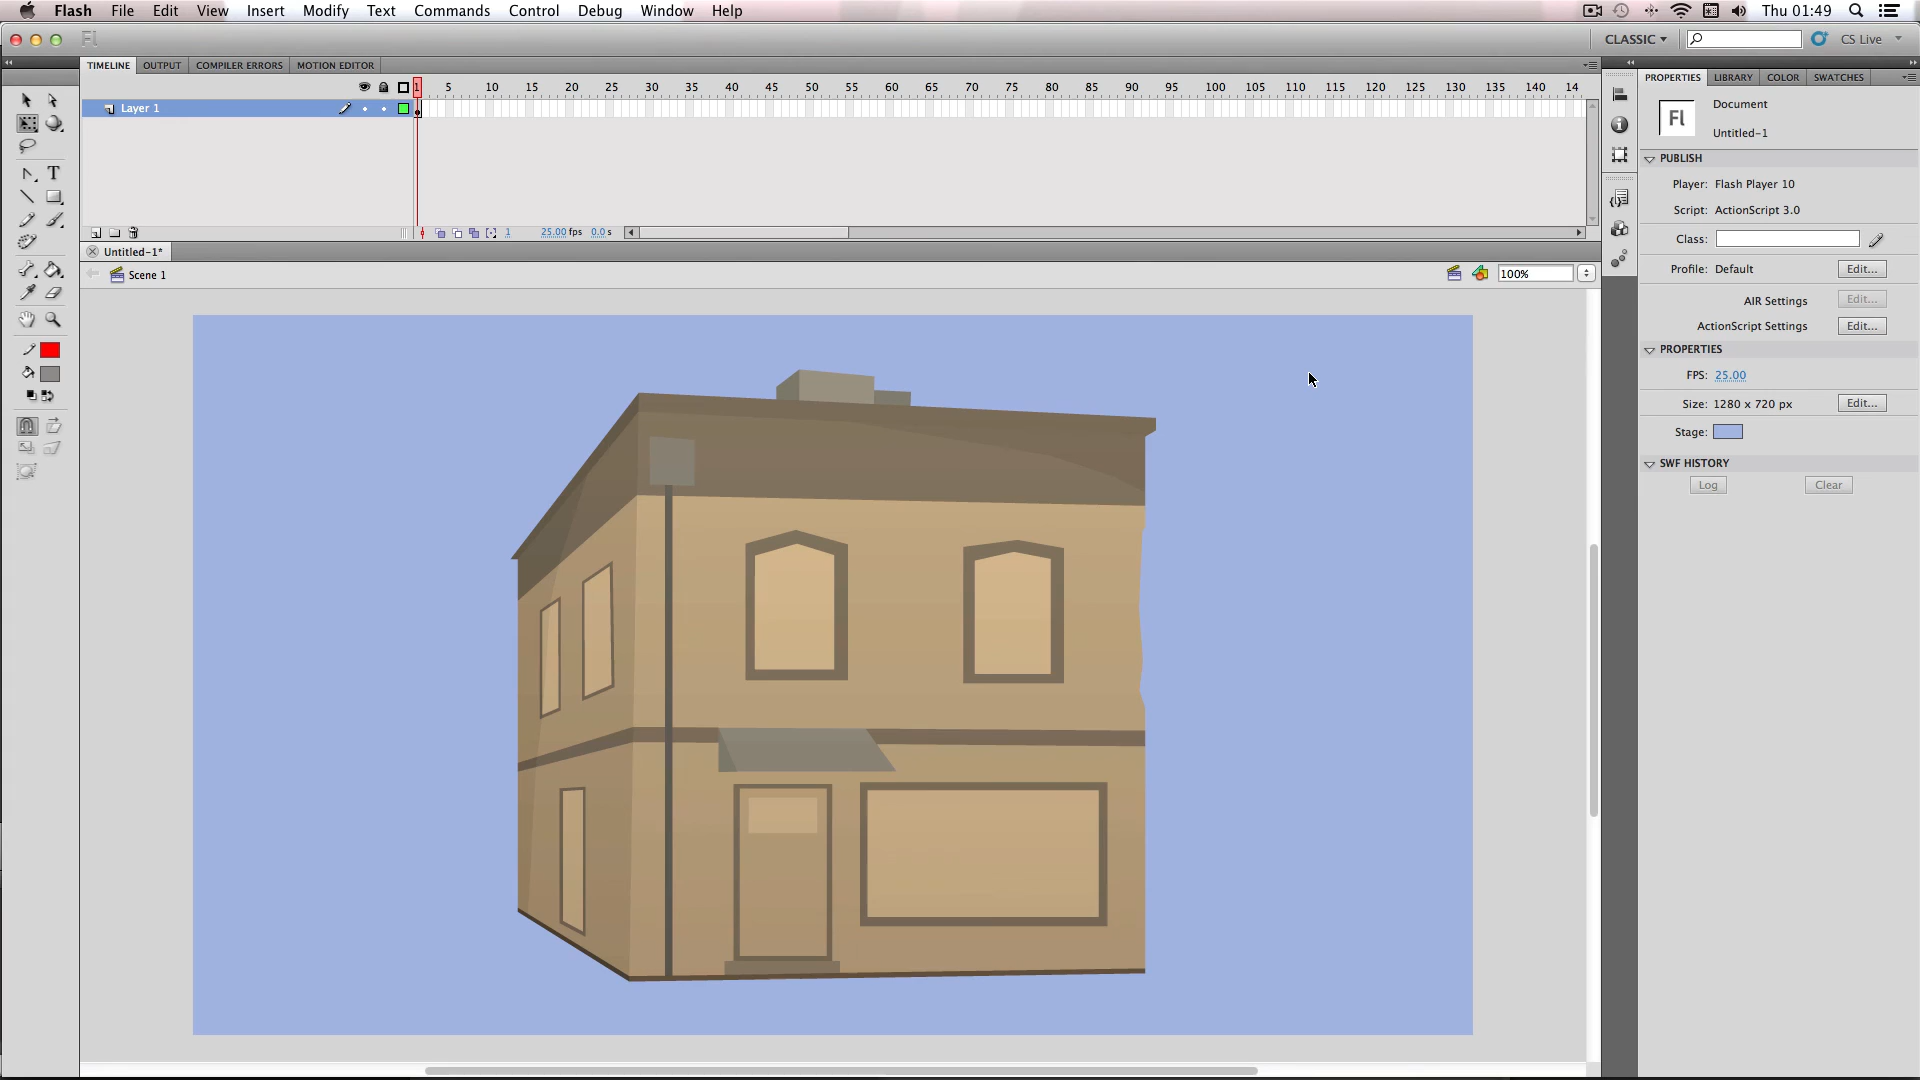 Flash File Edit View Insert Modify Text Commands Control Debug Window Help Thu 01:49
Fl CLASSIC CS Live
TIMELINE OUTPUT COMPILER ERRORS MOTION EDITOR
1 5 10 15 20 25 30 35 40 45 50 55 60 65 70 75 80 85 90 95 100 105 110 115 120 125 130 135 140 14
Layer 1
1 25.00 fps 0.0 s
Untitled-1*
Scene 1 100%
T
PROPERTIES LIBRARY COLOR SWATCHES
Fl Document
Untitled-1
PUBLISH
Player: Flash Player 10
Script: ActionScript 3.0
Class:
Profile: Default Edit...
AIR Settings Edit...
ActionScript Settings Edit...
PROPERTIES
FPS: 25.00
Size: 1280 x 720 px Edit...
Stage:
SWF HISTORY
Log Clear